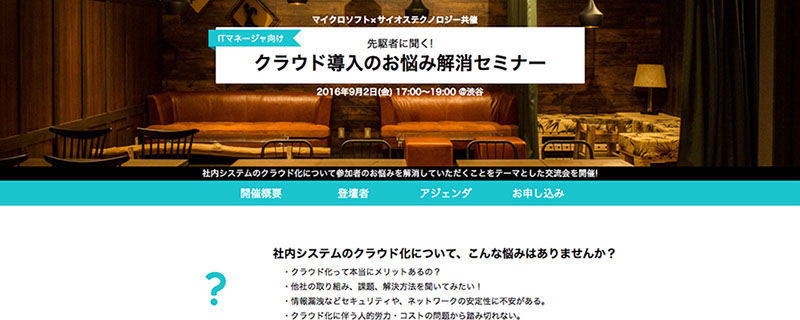 マイクロソフト×サイオステクノロジー共催
ITマネージャ向け
先駆者に聞く!
クラウド導入のお悩み解消セミナー
2016年9月2日(金) 17:00〜19:00 @渋谷
社内システムのクラウド化について参加者のお悩みを解消していただくことをテーマとした交流会を開催!
開催概要 登壇者 アジェンダ お申し込み
社内システムのクラウド化について、こんな悩みはありませんか？
?
・クラウド化って本当にメリットあるの？
・他社の取り組み、課題、解決方法を聞いてみたい！
・情報漏洩などセキュリティや、ネットワークの安定性に不安がある。
・クラウド化に伴う人的労力・コストの問題から踏み切れない。